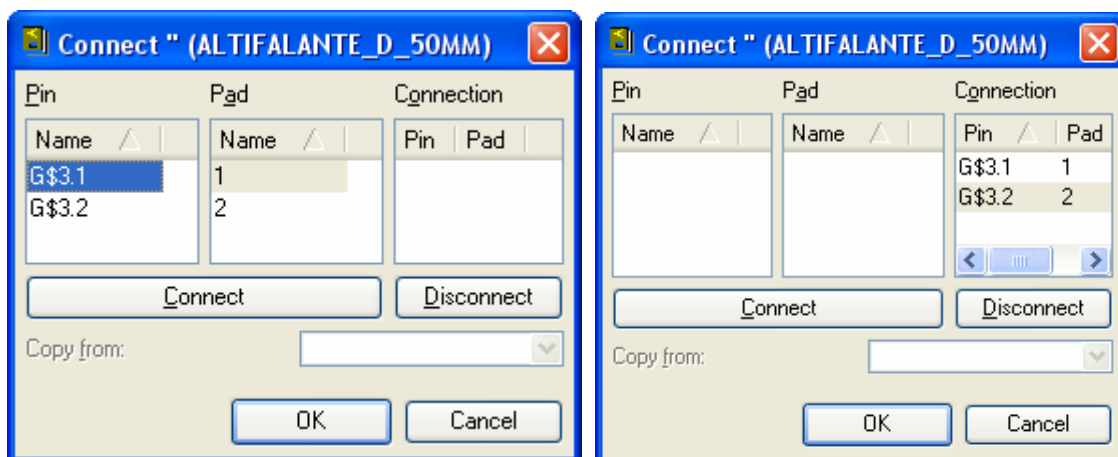 Connect '' (ALTIFALANTE_D_50MM)
Pin Pad Connection
Name Name Pin Pad
G$3.1 1
G$3.2 2
Connect Disconnect
Copy from:
OK Cancel
Connect '' (ALTIFALANTE_D_50MM)
Pin Pad Connection
Name Name Pin Pad
G$3.1 1
G$3.2 2
Connect Disconnect
Copy from:
OK Cancel